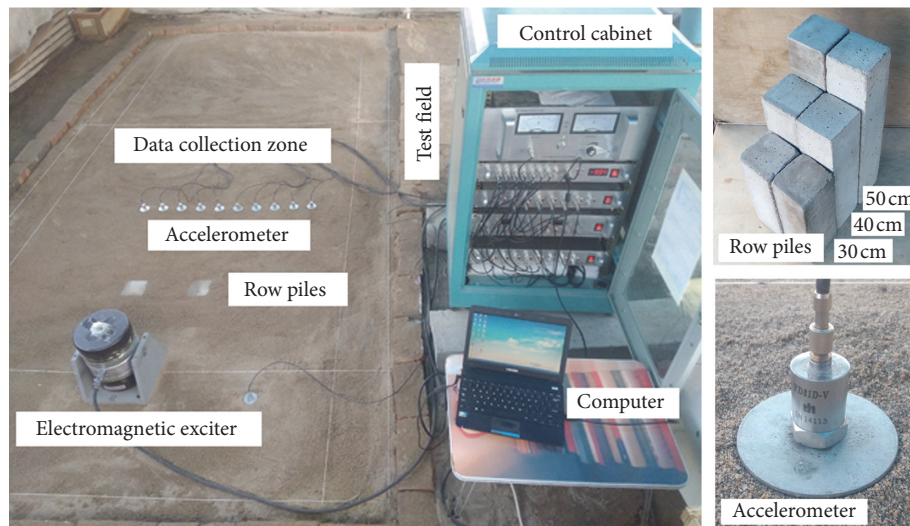 Control cabinet
Test field
Data collection zone
Accelerometer
Row piles
Electromagnetic exciter
Computer
50 cm
40 cm
30 cm
Row piles
Accelerometer